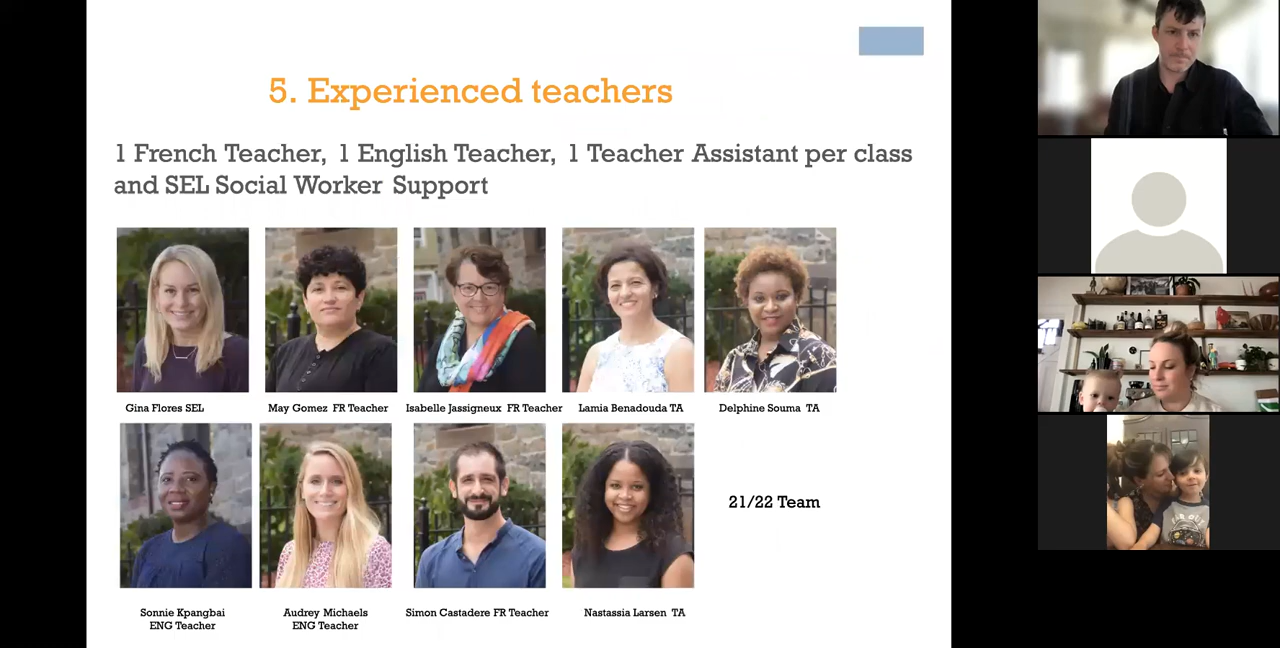 5. Experienced teachers
1 French Teacher, 1 English Teacher, 1 Teacher Assistant per class
and SEL Social Worker Support
Gina Flores SEL
May Gomez FR Teacher
Isabelle Jassigneux FR Teacher
Lamia Benadouda TA
Delphine Souma TA
21/22 Team
Sonnie Kpangbai
ENG Teacher
Audrey Michaels
ENG Teacher
Simon Castadere FR Teacher
Nastassia Larsen TA